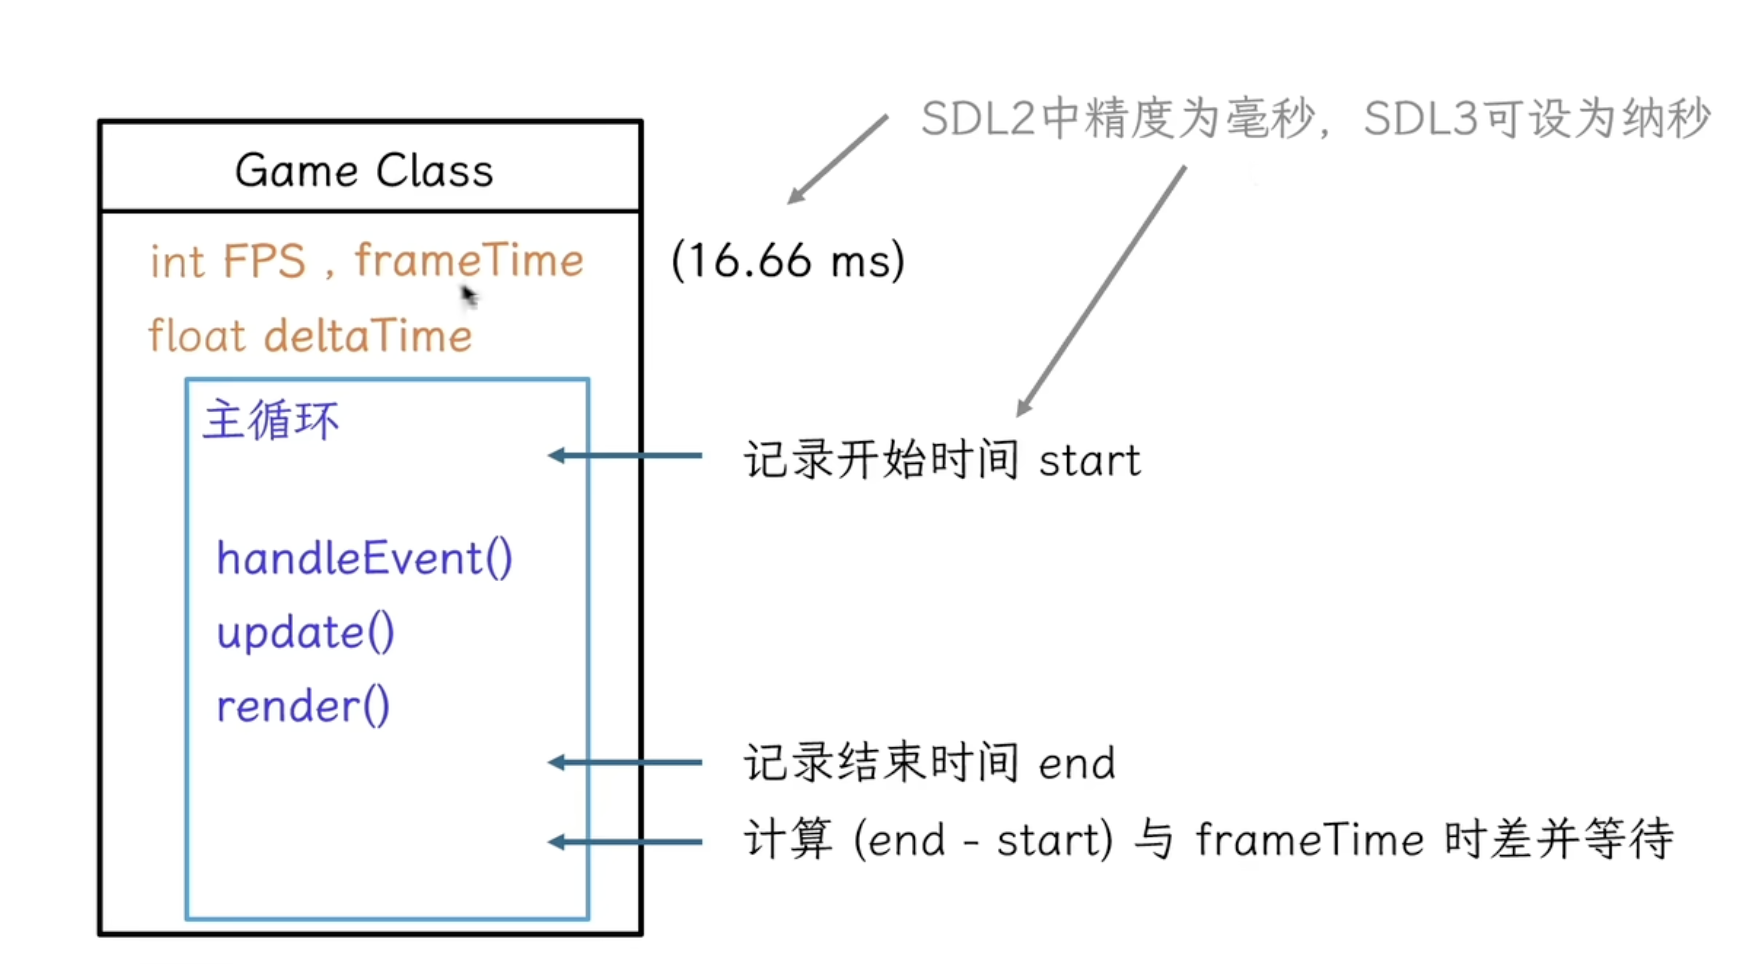 SDL2中精度为毫秒，SDL3可设为纳秒
Game Class
int FPS , frameTime (16.66 ms)
float deltaTime
主循环
记录开始时间 start
handleEvent()
update()
render()
记录结束时间 end
计算 (end - start) 与 frameTime 时差并等待